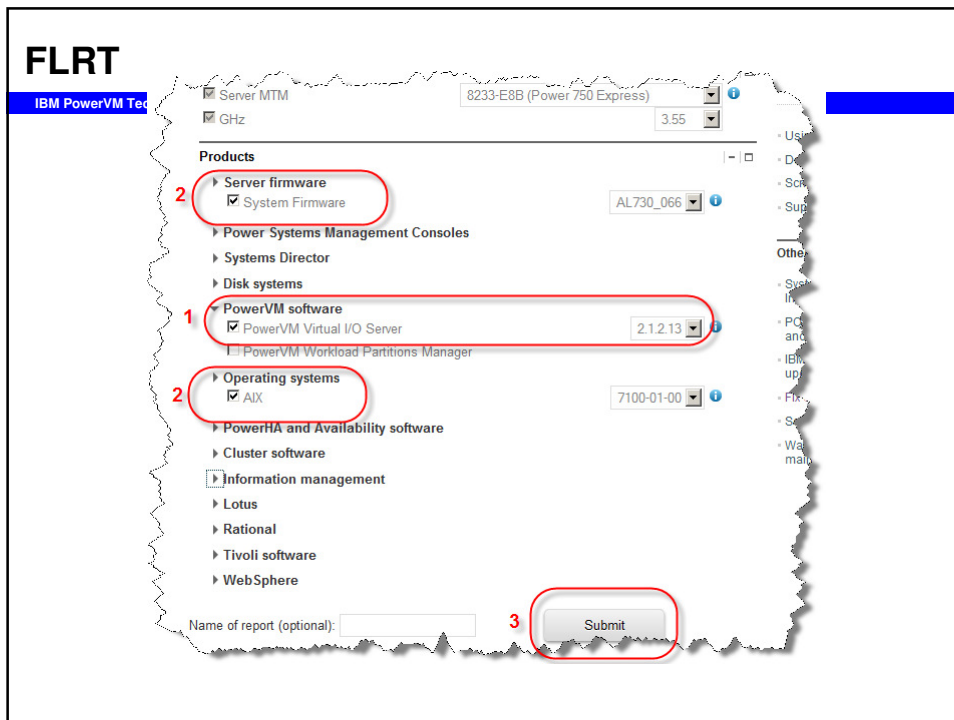 FLRT
IBM PowerVM
Server MTM 8233-E8B (Power 750 Express)
GHz 3.55
Products
Server firmware
2
System Firmware AL730_066
Power Systems Management Consoles
Systems Director
Disk systems
PowerVM software
1
PowerVM Virtual I/O Server 2.1.2.13
PowerVM Workload Partitions Manager
Operating systems
2
AIX 7100-01-00
PowerHA and Availability software
Cluster software
Information management
Lotus
Rational
Tivoli software
WebSphere
Name of report (optional): 3 Submit
and